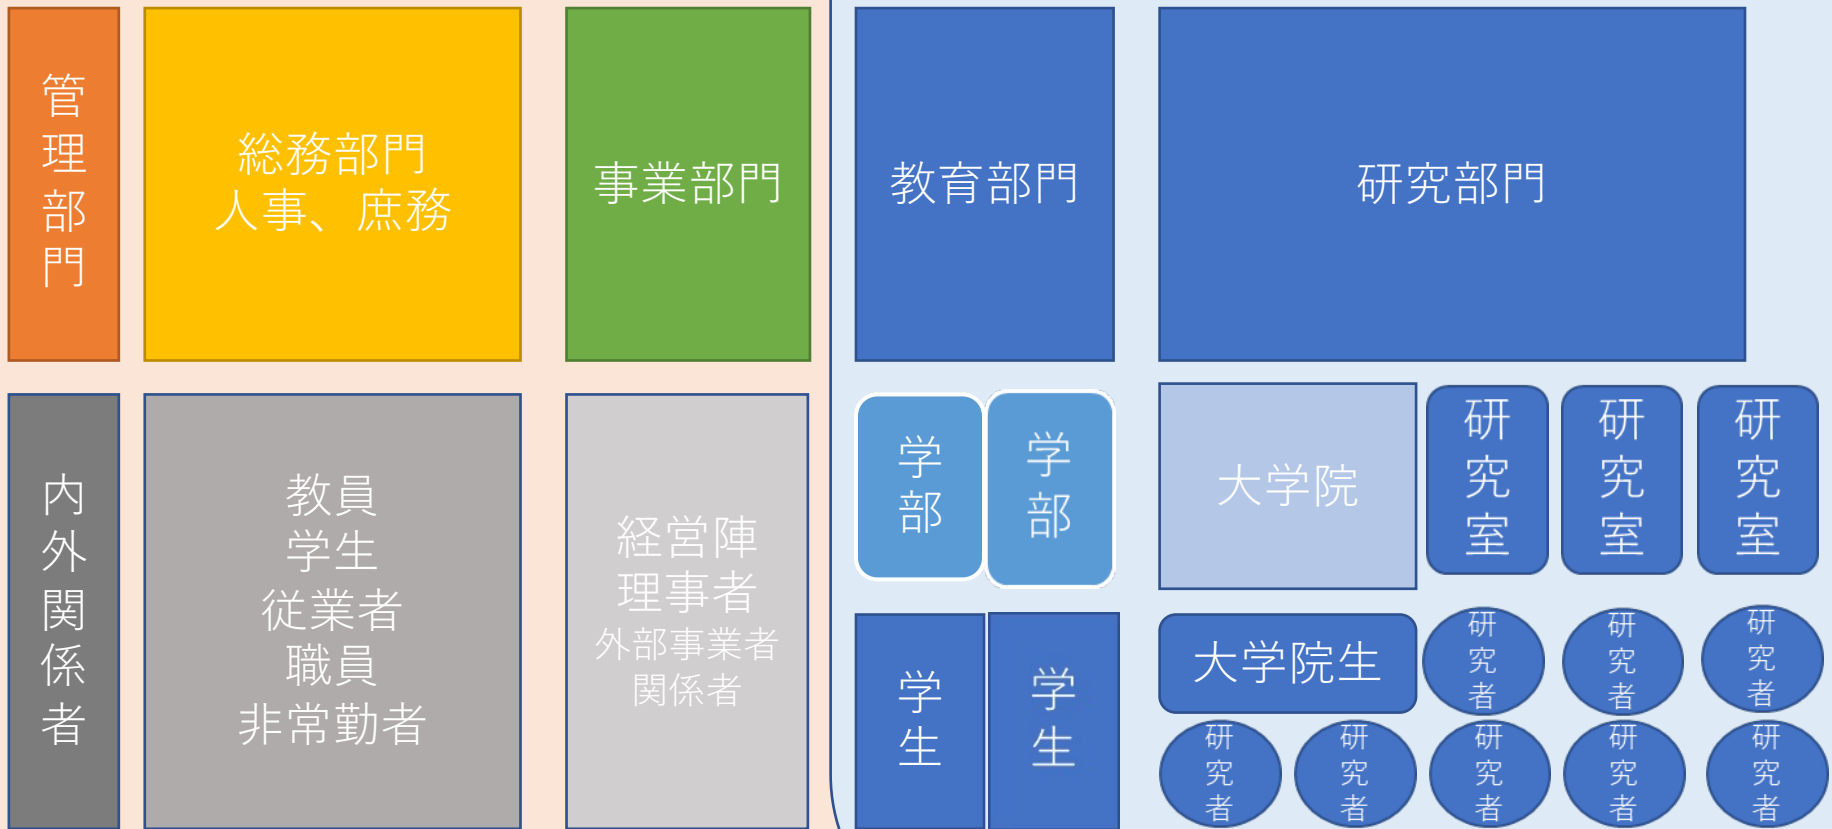 管理部門
総務部門
人事、庶務
事業部門
教育部門
研究部門
内外関係者
教員
学生
従業者
職員
非常勤者
経営陣
理事者
外部事業者
関係者
学部
学部
大学院
研究室
研究室
研究室
学生
学生
大学院生
研究者
研究者
研究者
研究者
研究者
研究者
研究者
研究者